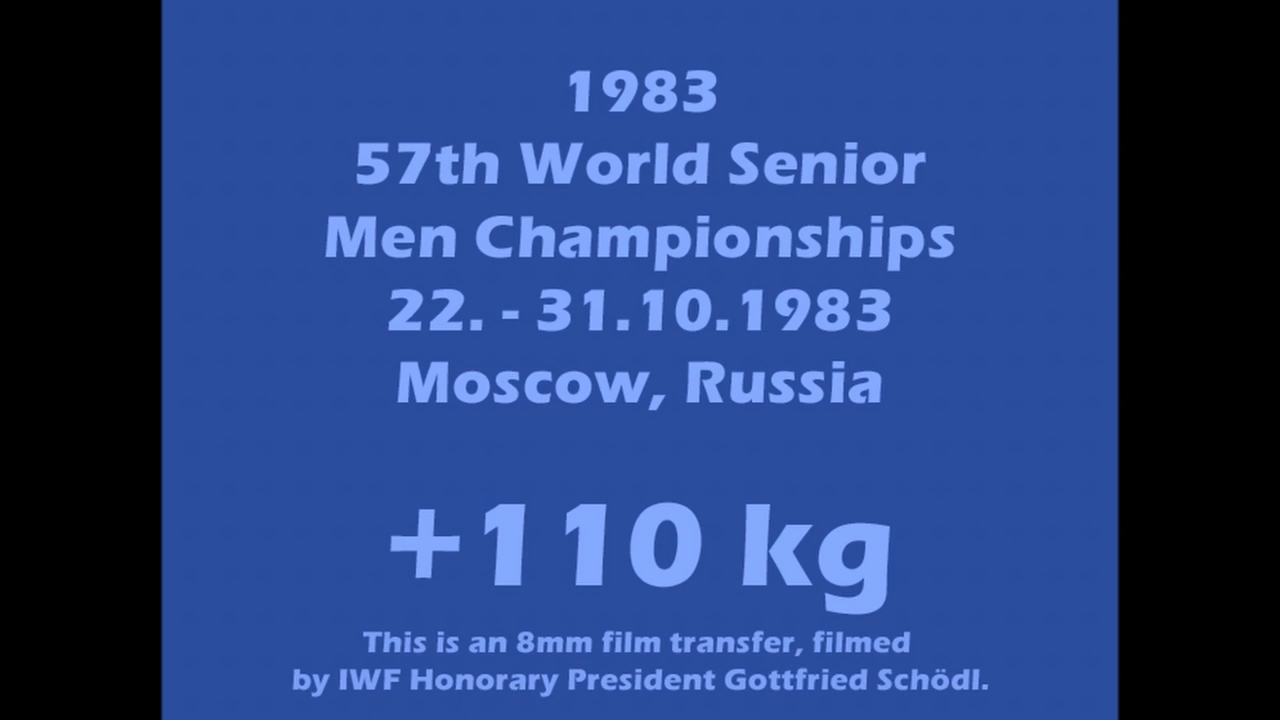 1983
57th World Senior
Men Championships
22. - 31.10.1983
Moscow, Russia
+110 kg
This is an 8mm film transfer, filmed
by IWF Honorary President Gottfried Schödl.